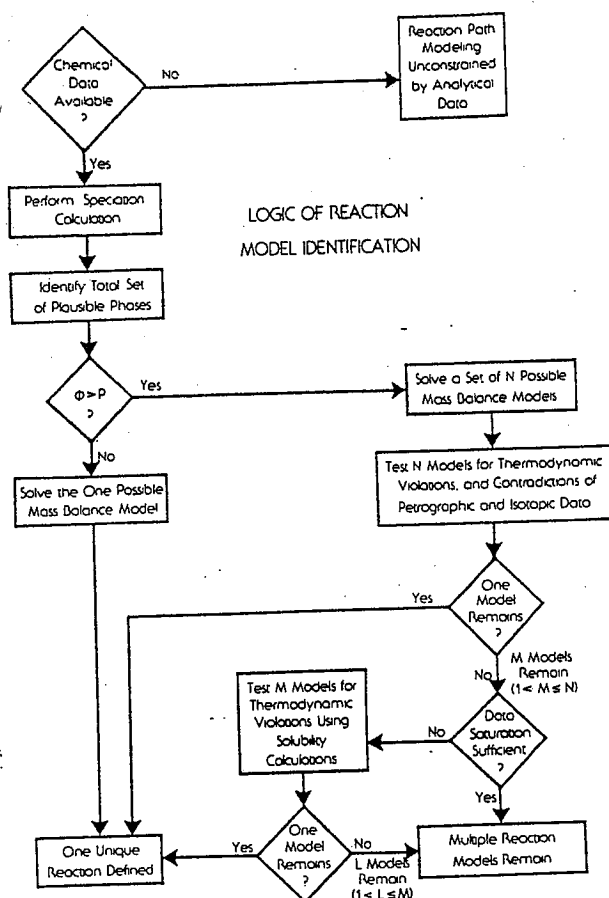 Chemical
Data
Available
?
No
Reaction Path
Modeling
Unconstrained
by Analytical
Data
Yes
Perform Speciation
Calculation
LOGIC OF REACTION
MODEL IDENTIFICATION
Identify Total Set
of Plausible Phases
Φ>P
?
Yes
Solve a Set of N Possible
Mass Balance Models
No
Solve the One Possible
Mass Balance Model
Test N Models for Thermodynamic
Violations, and Contradictions of
Petrographic and Isotopic Data
One
Model
Remains
?
Yes
No
M Models
Remain
(1< M ≤ N)
Test M Models for
Thermodynamic
Violations Using
Solubility
Calculations
No
Data
Saturation
Sufficient
?
Yes
One Unique
Reaction Defined
Yes
One
Model
Remains
?
No
L Models
Remain
(1< L ≤ M)
Multiple Reaction
Models Remain